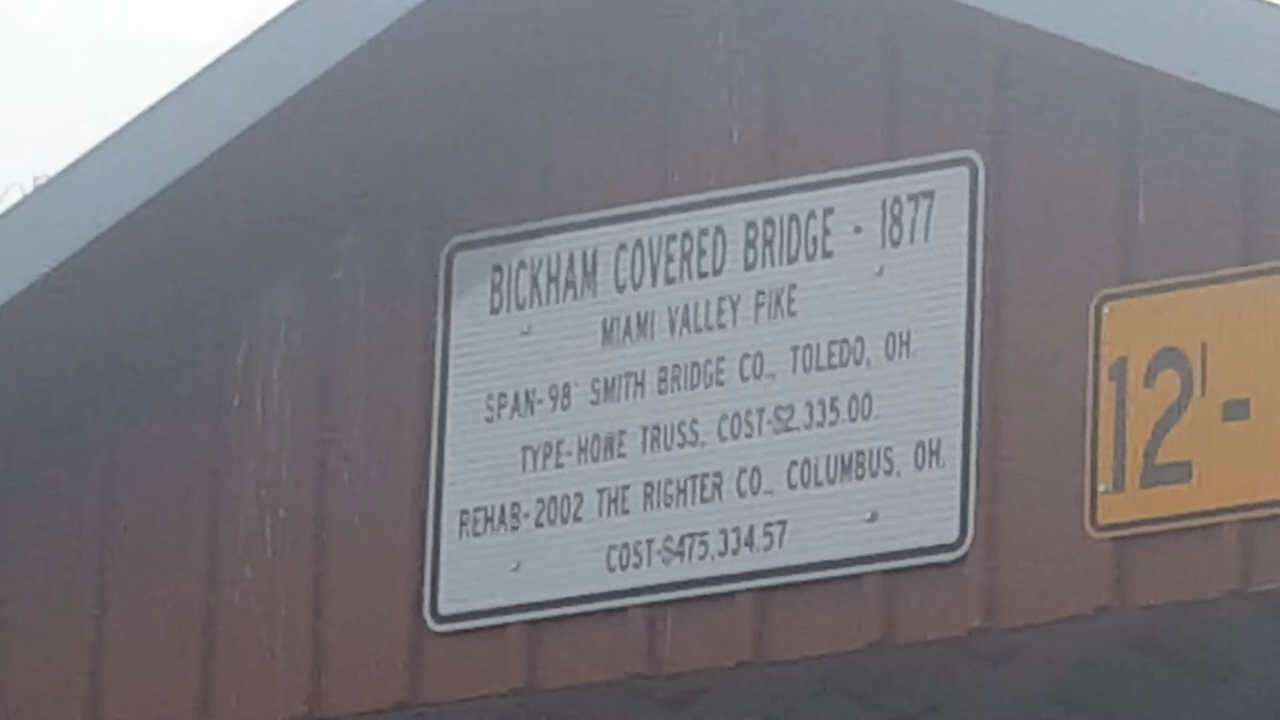 BICKHAM COVERED BRIDGE - 1877
MIAMI VALLEY PIKE
SPAN-98' SMITH BRIDGE CO., TOLEDO, OH.
TYPE-HOWE TRUSS, COST-$2,335.00.
REHAB-2002 THE RIGHTER CO., COLUMBUS, OH.
COST-$475,334.57
12'-